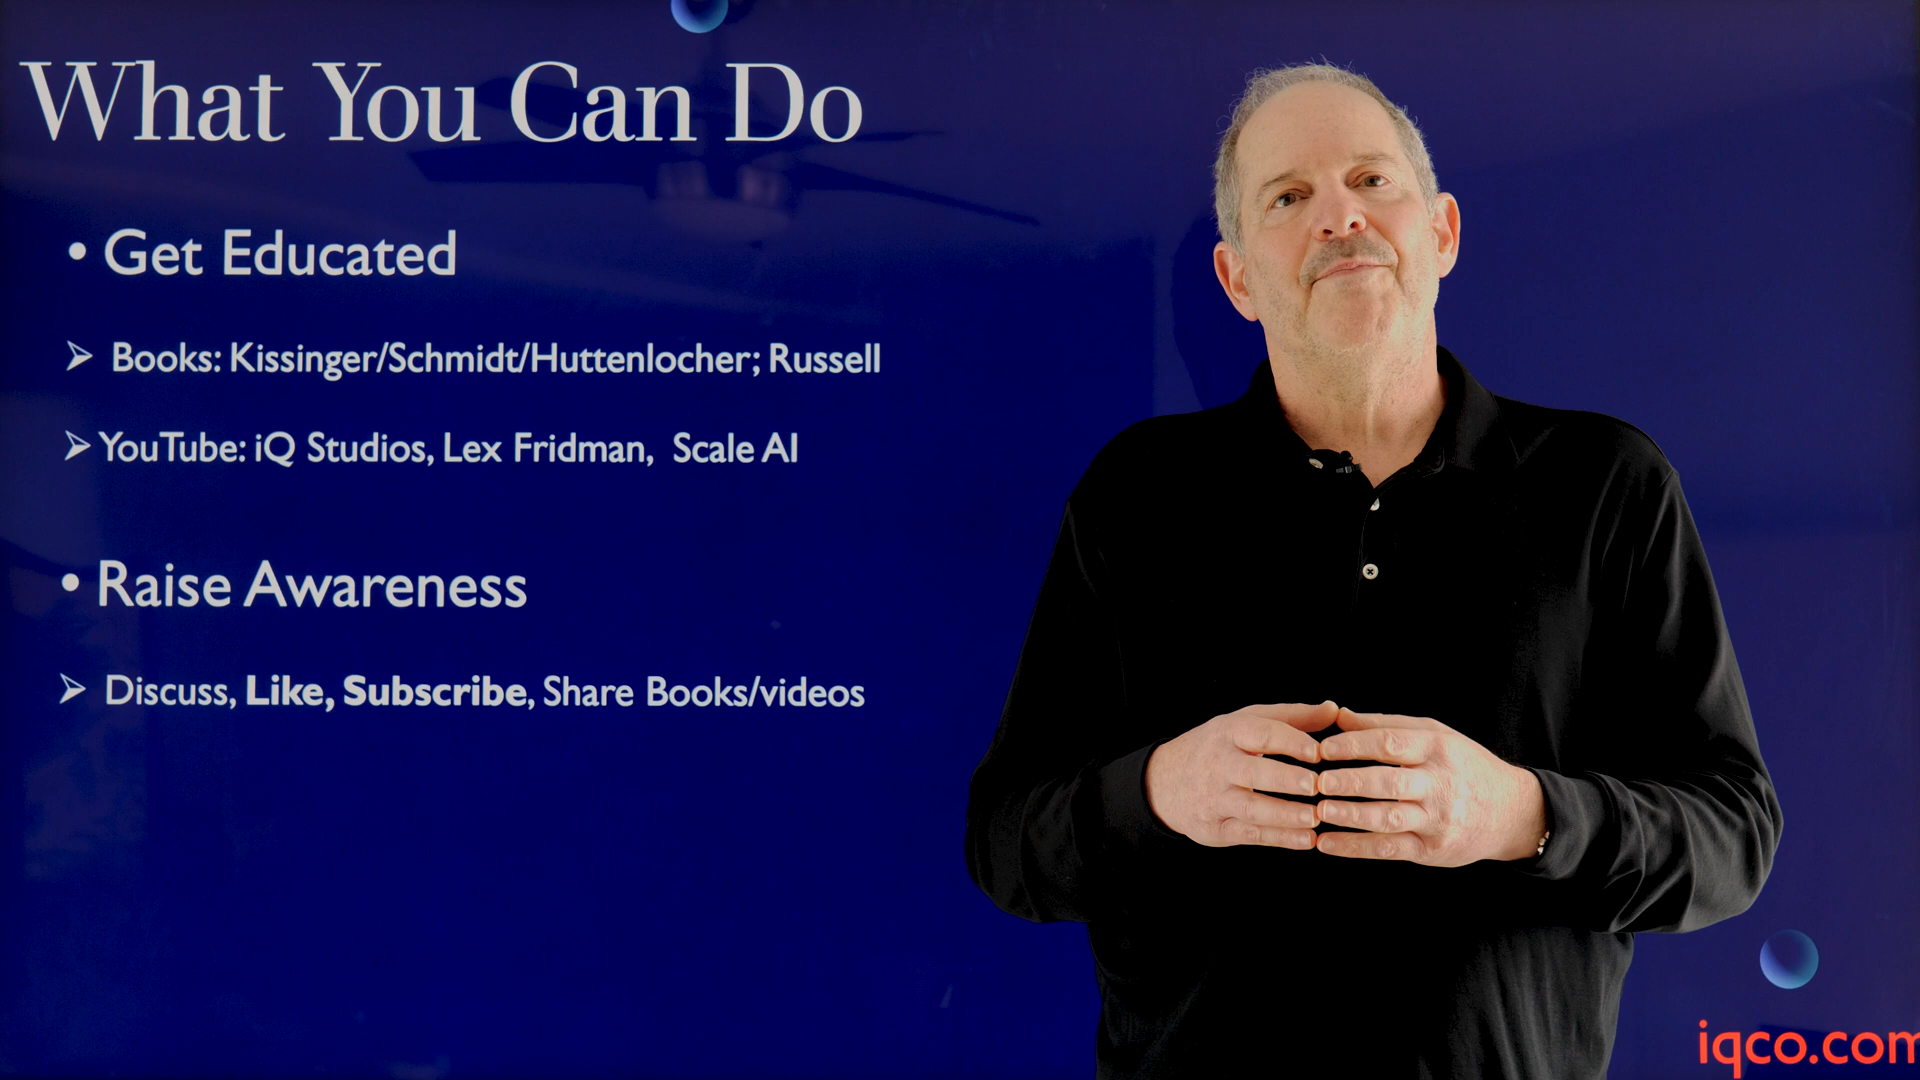 What You Can Do
• Get Educated
➢ Books: Kissinger/Schmidt/Huttenlocher; Russell
➢ YouTube: iQ Studios, Lex Fridman, Scale AI
• Raise Awareness
➢ Discuss, Like, Subscribe, Share Books/videos
iqco.com